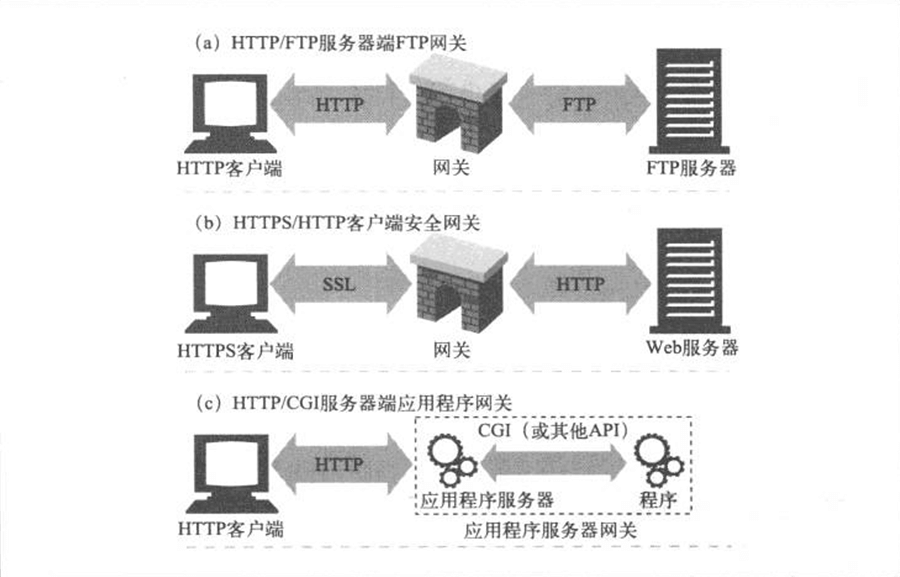 (a) HTTP/FTP服务器端FTP网关
HTTP
FTP
HTTP客户端
网关
FTP服务器
(b) HTTPS/HTTP客户端安全网关
SSL
HTTP
HTTPS客户端
网关
Web服务器
(c) HTTP/CGI服务器端应用程序网关
CGI（或其他API）
HTTP
应用程序服务器
程序
HTTP客户端
应用程序服务器网关